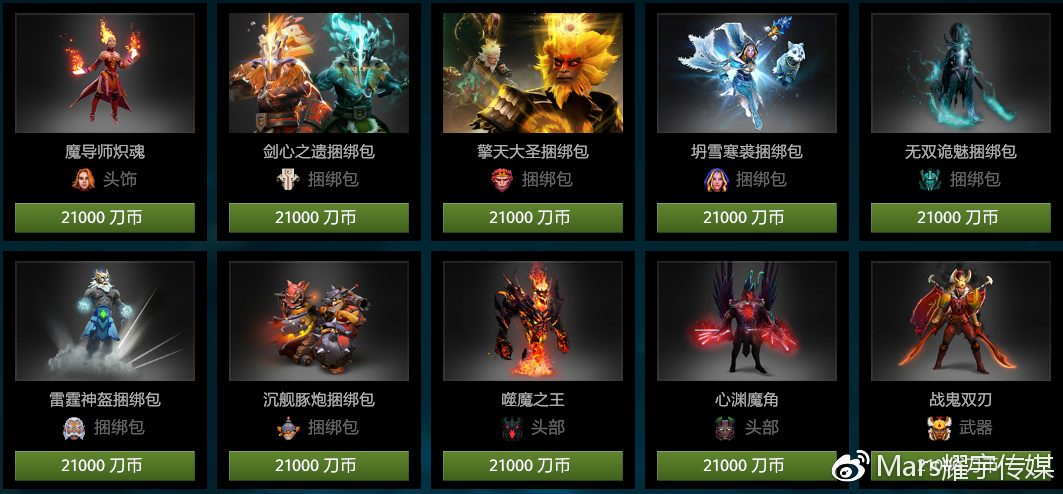 魔导师炽魂
头饰
21000 刀币
剑心之遗捆绑包
捆绑包
21000 刀币
擎天大圣捆绑包
捆绑包
21000 刀币
坍雪寒裘捆绑包
捆绑包
21000 刀币
无双诡魅捆绑包
捆绑包
21000 刀币
雷霆神盔捆绑包
捆绑包
21000 刀币
沉舰豚炮捆绑包
捆绑包
21000 刀币
噬魔之王
头部
21000 刀币
心渊魔角
头部
21000 刀币
战鬼双刃
武器
21000 刀币
Mars耀宇传媒